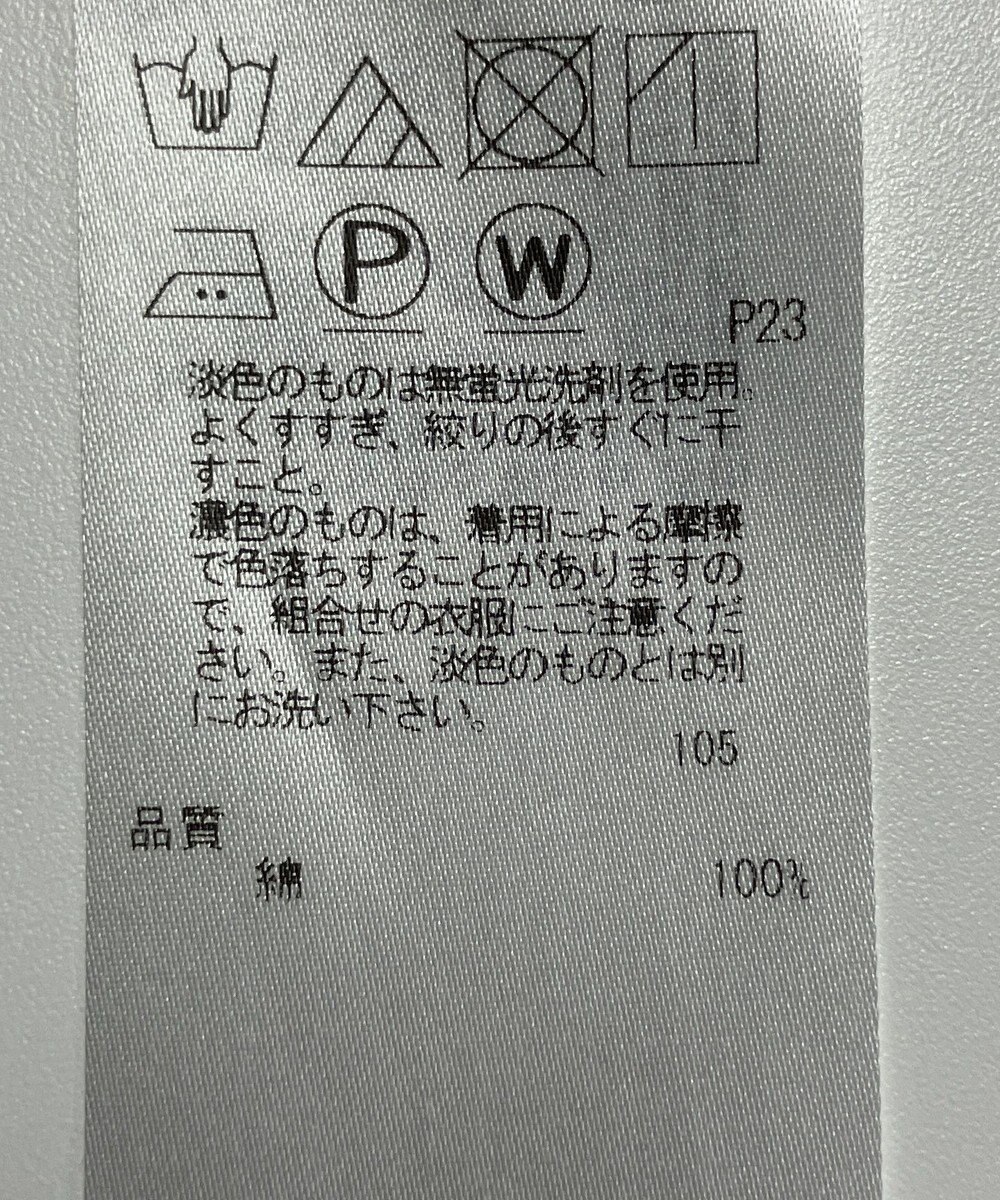 P
W
P23
淡色のものは無蛍光洗剤を使用。
よくすすぎ、絞りの後すぐに干
すこと。
濃色のものは、着用による摩擦
で色落ちすることがありますの
で、組合せの衣服にご注意くだ
さい。また、淡色のものとは別
にお洗い下さい。
105
品質
綿 100%